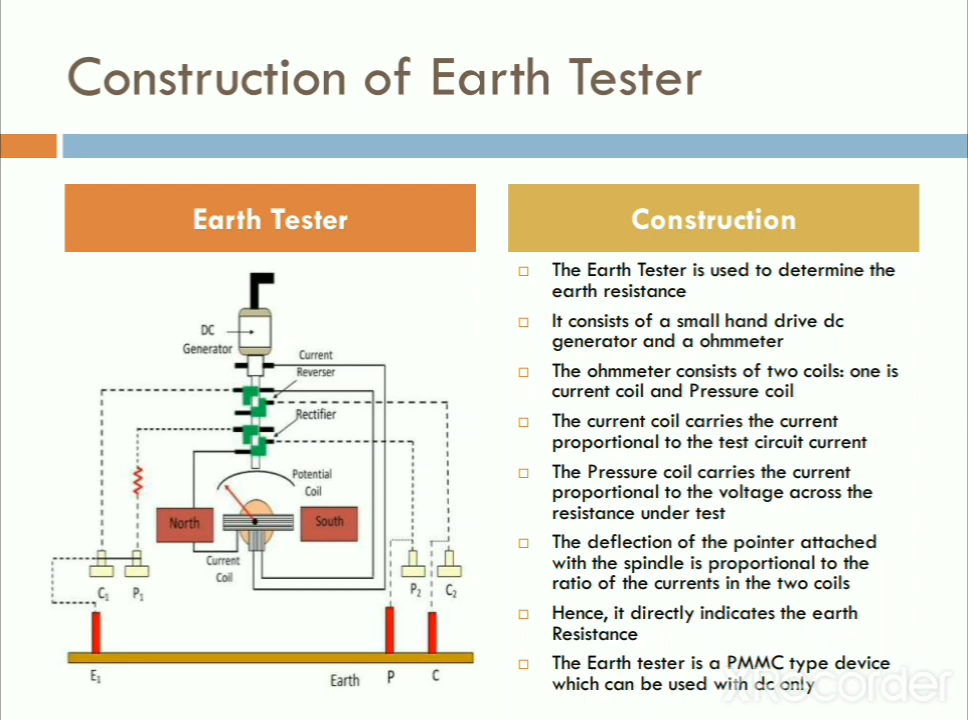 Construction of Earth Tester
Earth Tester
DC
Generator
Current
Reverser
Rectifier
Potential
Coil
North
South
Current
Coil
C₁
P₁
P₂
C₂
E₁
Earth
P
C
Construction
The Earth Tester is used to determine the
earth resistance
It consists of a small hand drive dc
generator and a ohmmeter
The ohmmeter consists of two coils: one is
current coil and Pressure coil
The current coil carries the current
proportional to the test circuit current
The Pressure coil carries the current
proportional to the voltage across the
resistance under test
The deflection of the pointer attached
with the spindle is proportional to the
ratio of the currents in the two coils
Hence, it directly indicates the earth
Resistance
The Earth tester is a PMMC type device
which can be used with dc only
XRecorder